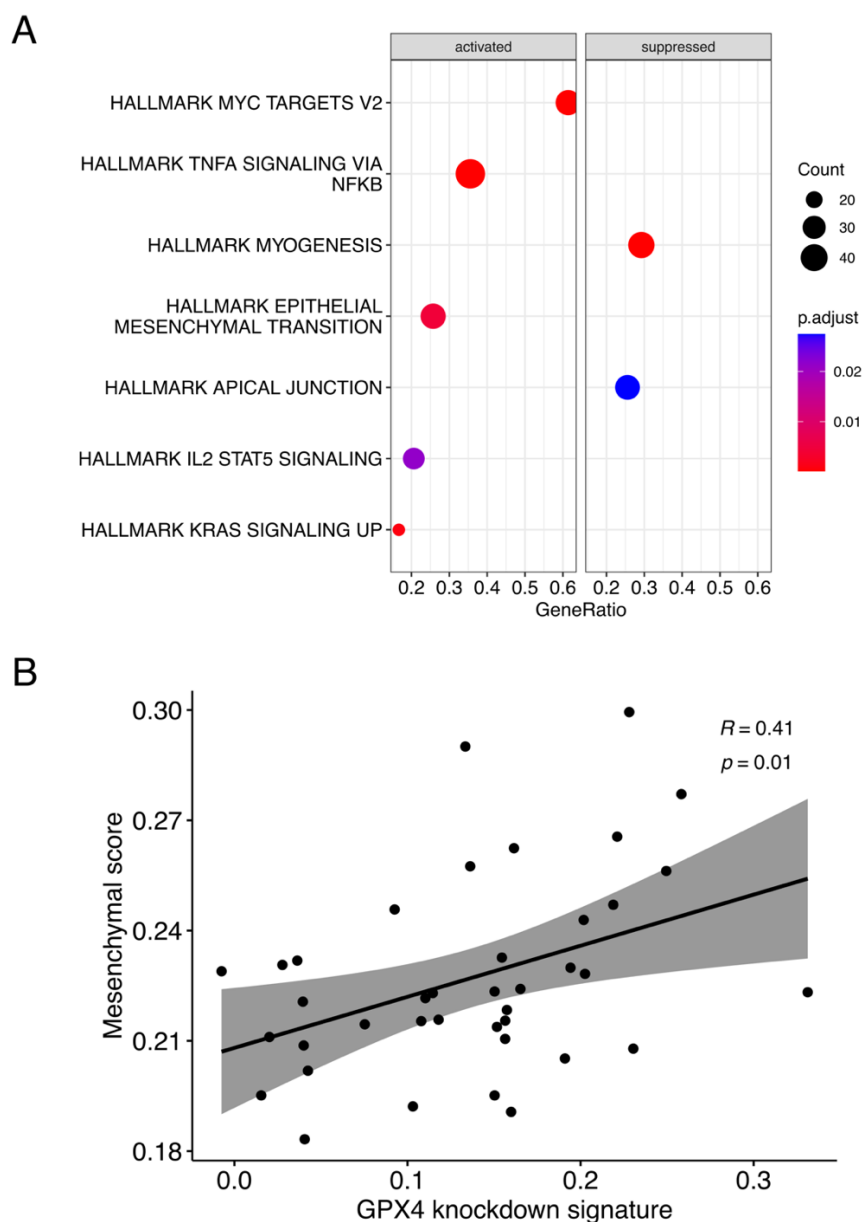 A
activated suppressed
HALLMARK MYC TARGETS V2
HALLMARK TNFA SIGNALING VIA
NFKB
HALLMARK MYOGENESIS
HALLMARK EPITHELIAL
MESENCHYMAL TRANSITION
HALLMARK APICAL JUNCTION
HALLMARK IL2 STAT5 SIGNALING
HALLMARK KRAS SIGNALING UP
0.2 0.3 0.4 0.5 0.6 0.2 0.3 0.4 0.5 0.6
GeneRatio
Count
20
30
40
p.adjust
0.02
0.01
B
0.30
0.27
0.24
0.21
0.18
Mesenchymal score
R = 0.41
p = 0.01
0.0 0.1 0.2 0.3
GPX4 knockdown signature